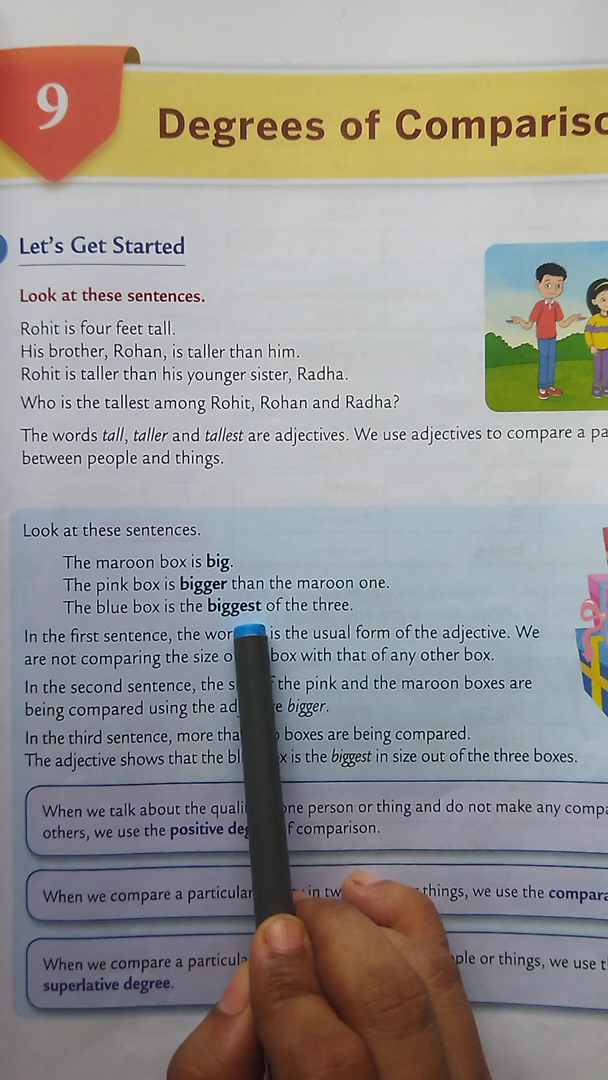 9
Degrees of Comparis
Let's Get Started
Look at these sentences.
Rohit is four feet tall.
His brother, Rohan, is taller than him.
Rohit is taller than his younger sister, Radha.
Who is the tallest among Rohit, Rohan and Radha?
The words tall, taller and tallest are adjectives. We use adjectives to compare a pa
between people and things.
Look at these sentences.
The maroon box is big.
The pink box is bigger than the maroon one.
The blue box is the biggest of the three.
In the first sentence, the wor is the usual form of the adjective. We
are not comparing the size o box with that of any other box.
In the second sentence, the s the pink and the maroon boxes are
being compared using the ad e bigger.
In the third sentence, more tha boxes are being compared.
The adjective shows that the bl x is the biggest in size out of the three boxes.
When we talk about the quali one person or thing and do not make any compa
others, we use the positive de f comparison.
When we compare a particular in tw things, we use the compara
When we compare a particula ple or things, we use t
superlative degree.